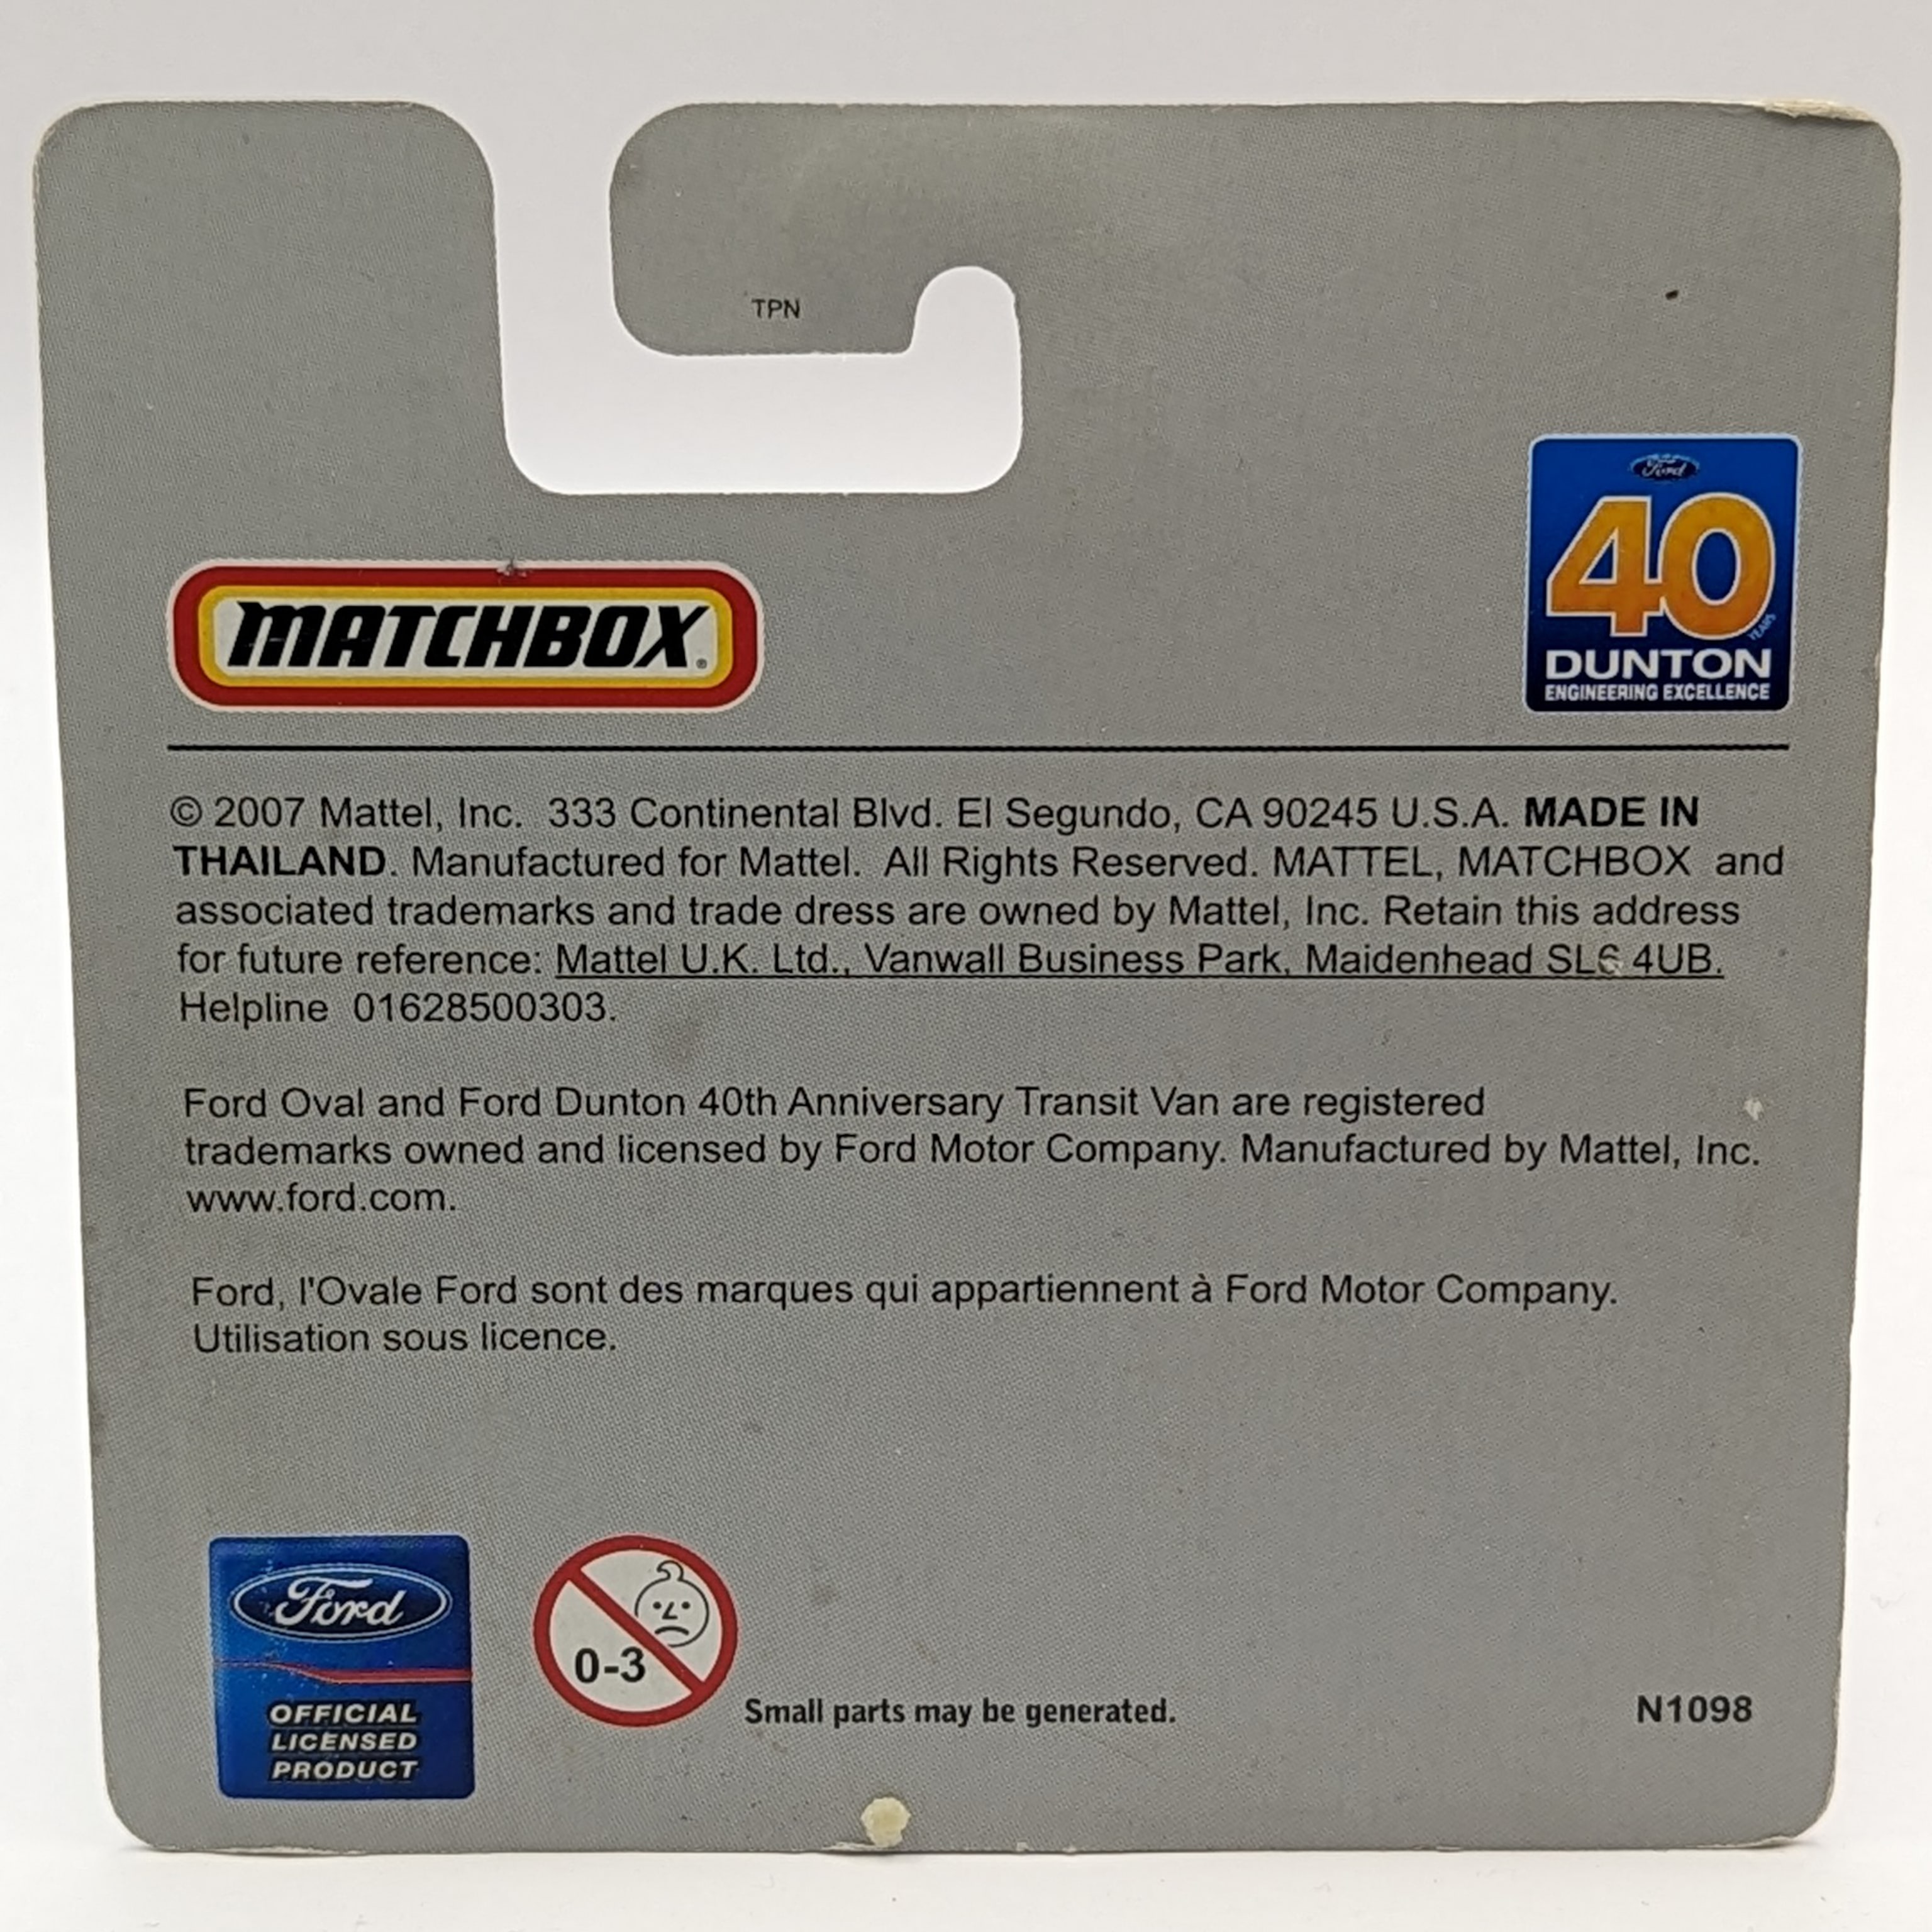 TPN
Ford
40
YEARS
DUNTON
ENGINEERING EXCELLENCE
MATCHBOX®
© 2007 Mattel, Inc. 333 Continental Blvd. El Segundo, CA 90245 U.S.A. MADE IN
THAILAND. Manufactured for Mattel. All Rights Reserved. MATTEL, MATCHBOX and
associated trademarks and trade dress are owned by Mattel, Inc. Retain this address
for future reference: Mattel U.K. Ltd., Vanwall Business Park, Maidenhead SL6 4UB.
Helpline 01628500303.
Ford Oval and Ford Dunton 40th Anniversary Transit Van are registered
trademarks owned and licensed by Ford Motor Company. Manufactured by Mattel, Inc.
www.ford.com.
Ford, l'Ovale Ford sont des marques qui appartiennent à Ford Motor Company.
Utilisation sous licence.
Ford
OFFICIAL
LICENSED
PRODUCT
0-3
Small parts may be generated.
N1098